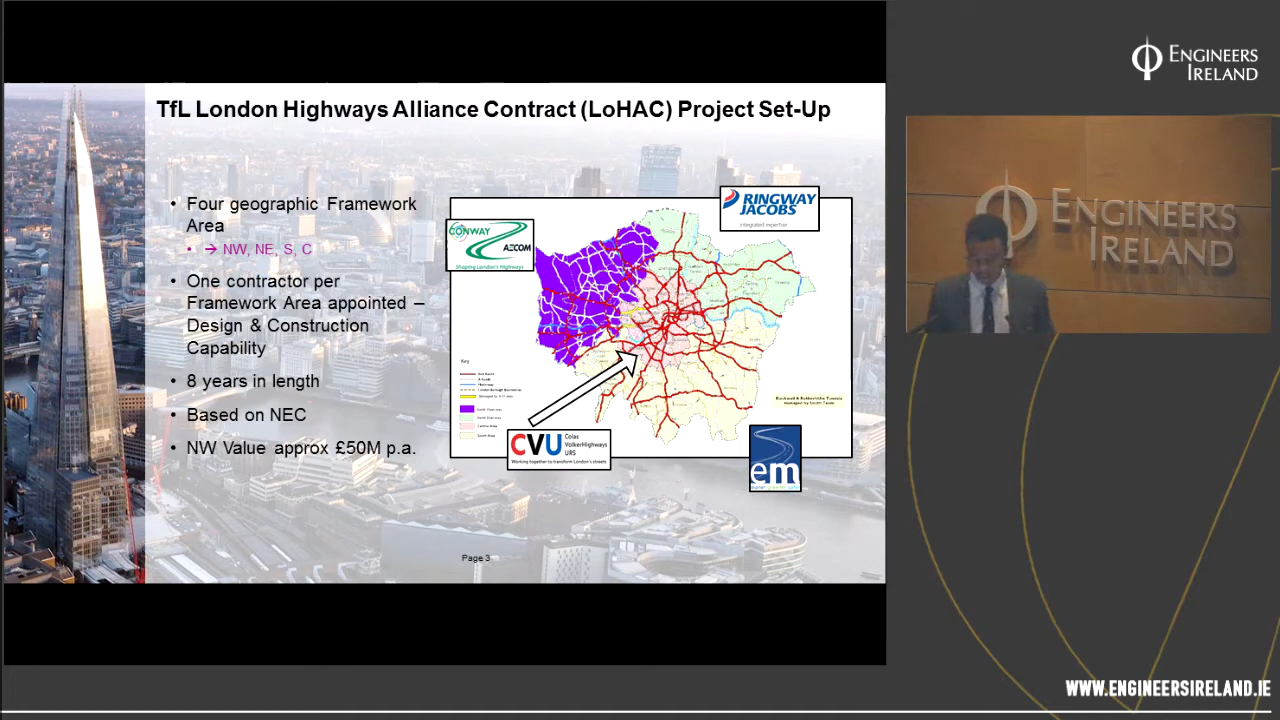 TfL London Highways Alliance Contract (LoHAC) Project Set-Up
• Four geographic Framework
Area
• → NW, NE, S, C
• One contractor per
Framework Area appointed –
Design & Construction
Capability
• 8 years in length
• Based on NEC
• NW Value approx £50M p.a.
CONWAY
AECOM
Shaping London's Highways
RINGWAY
JACOBS
integrated expertise
Key
CVU
Colas
VolkerHighways
URS
Working together to transform London's streets
em
Page 3
ENGINEERS
IRELAND
ENGINEERS
IRELAND
WWW.ENGINEERSIRELAND.IE